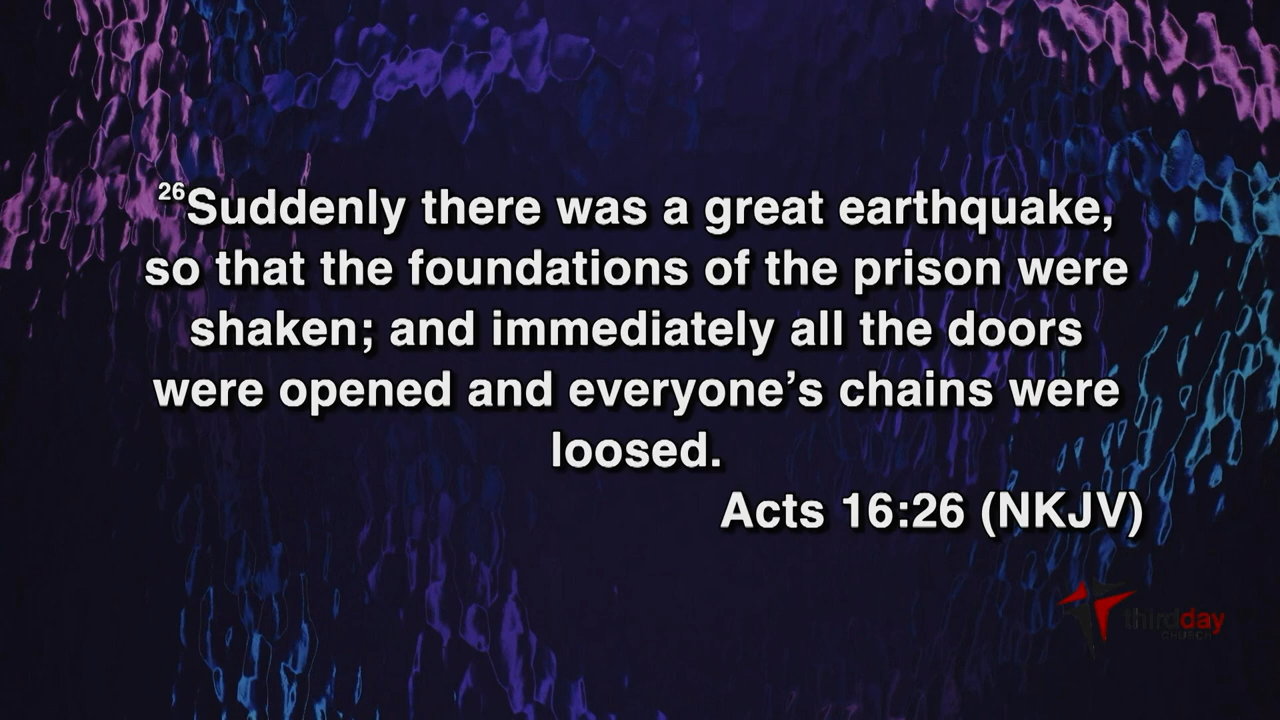 26Suddenly there was a great earthquake,
so that the foundations of the prison were
shaken; and immediately all the doors
were opened and everyone’s chains were
loosed.
Acts 16:26 (NKJV)
thirdday
CHURCH